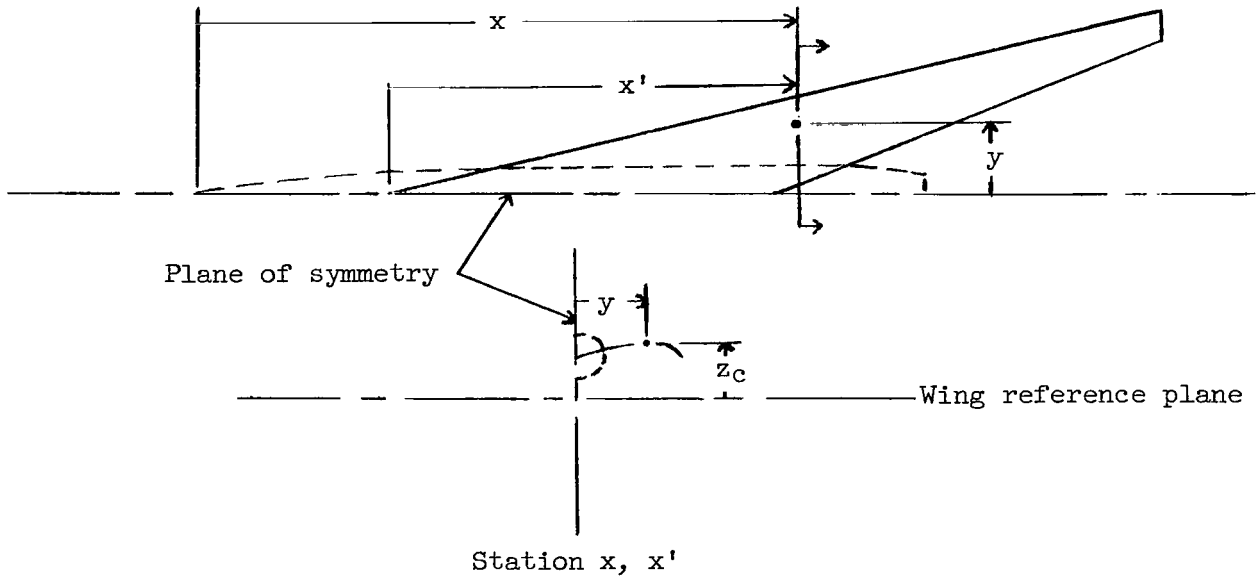 x
x'
y
Plane of symmetry
y
z_c
Wing reference plane
Station x, x'